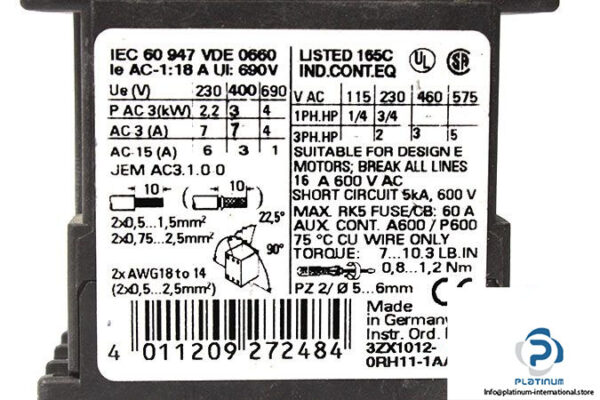 IEC 60 947 VDE 0660
Ie AC-1:18 A UI: 690V
Ue (V) 230 400 690
P AC 3(kW) 2,2 3 4
AC 3 (A) 7 7 4
AC-15 (A) 6 3 1
JEM AC3.1.0 0
10 ( 10 )
2x0,5...1,5mm²
2x0,75...2,5mm²
22,5°
90°
2x AWG18 to 14
(2x0,5...2,5mm²)
LISTED 165C
IND.CONT.EQ
UL
SA
V AC 115 230 460 575
1PH.HP 1/4 3/4
3PH.HP - 2 3 5
SUITABLE FOR DESIGN E
MOTORS; BREAK ALL LINES
16 A 600 V AC
SHORT CIRCUIT 5kA, 600 V
MAX. RK5 FUSE/CB: 60 A
AUX. CONT. A600 / P600
75 °C CU WIRE ONLY
TORQUE: 7...10.3 LB.IN
0,8...1,2 Nm
PZ 2/ Ø 5...6mm
4 011209 272484
Made
in Germany
Instr. Ord.
3ZX1012-
0RH11-1A
CE
PLATINUM
INTERNATIONAL
Info@platinum-international.store